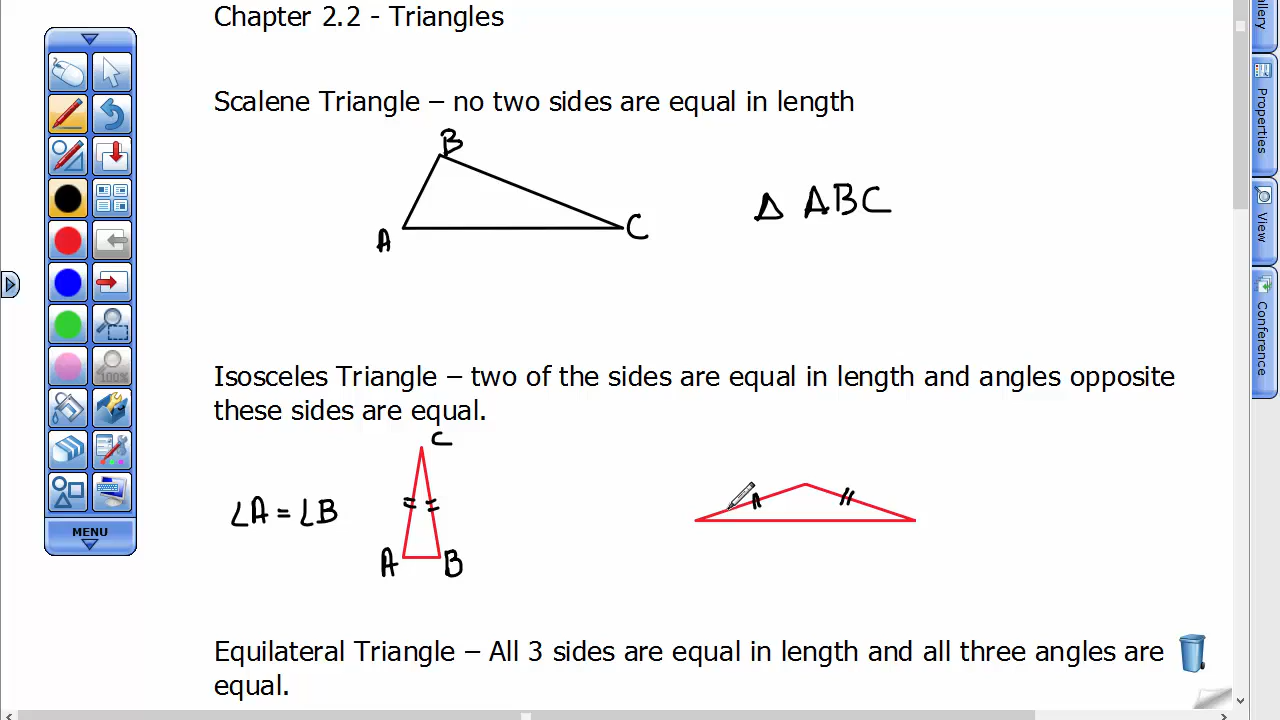 Chapter 2.2 - Triangles
Scalene Triangle – no two sides are equal in length
B
A
C
Δ ABC
Isosceles Triangle – two of the sides are equal in length and angles opposite
these sides are equal.
C
∠A = ∠B
A
B
Equilateral Triangle – All 3 sides are equal in length and all three angles are
equal.
MENU
100%
Properties
View
Conference